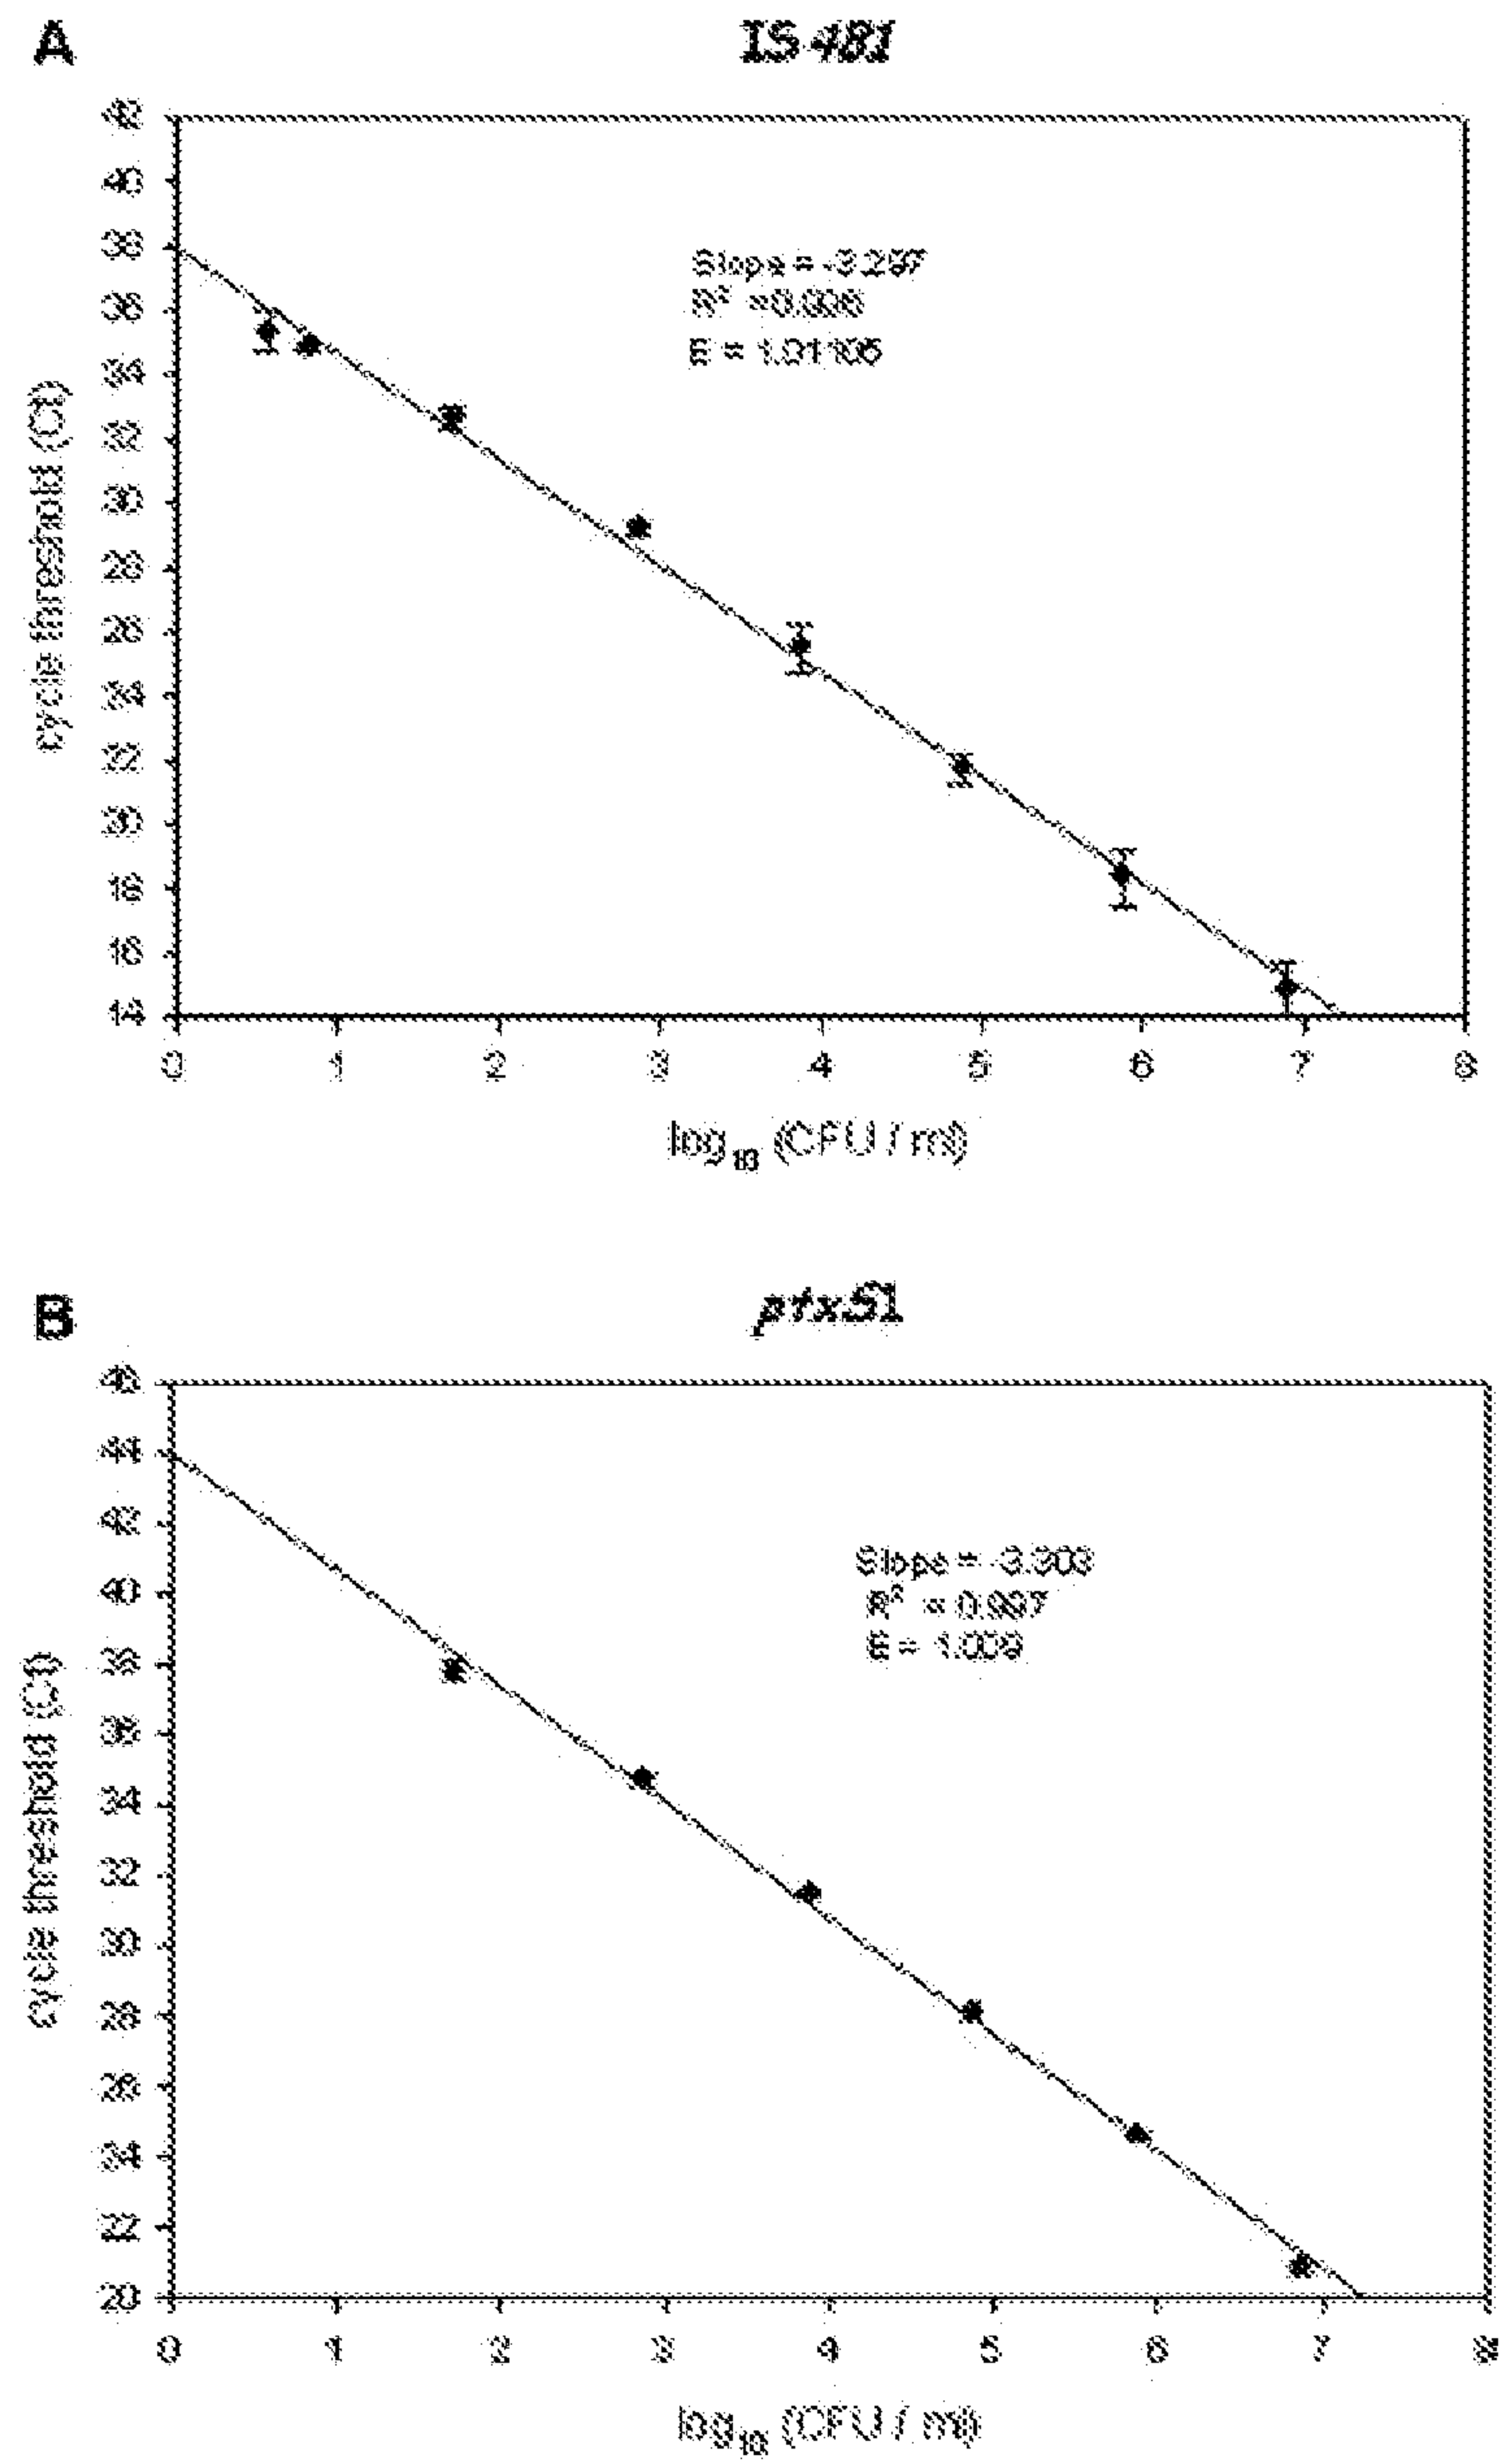 A
IS481
42
40
38
36
34
32
30
28
26
24
22
20
18
16
14
cycle threshold (Ct)
Slope = -3.297
R² =
E = 1.01105
0 1 2 3 4 5 6 7 8
log₁₀ (CFU / ml)
B
ptxS1
46
44
42
40
38
36
34
32
30
28
26
24
22
20
cycle threshold (Ct)
Slope = -3.303
R² = 0.997
E = 1.009
0 1 2 3 4 5 6 7 8
log₁₀ (CFU / ml)